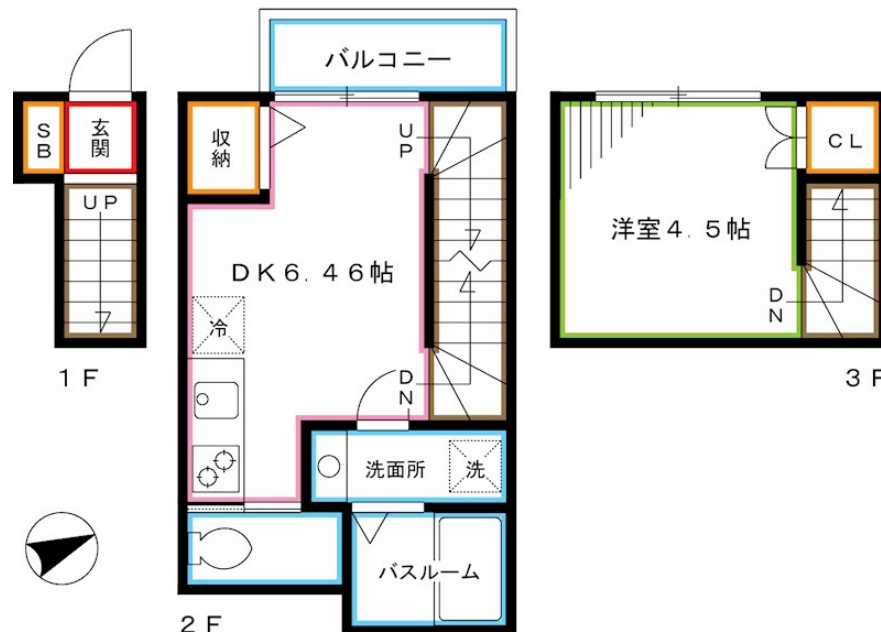 SB
玄関
UP
1F
バルコニー
収納
UP
DK6.46帖
冷
DN
洗面所
洗
バスルーム
2F
CL
洋室4.5帖
DN
3F